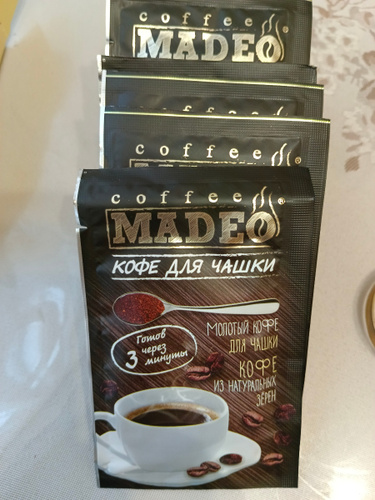 coffee
MADEO®
coffee
coffee
MADEO®
КОФЕ ДЛЯ ЧАШКИ
Готов
через
3 минуты
МОЛОТЫЙ КОФЕ
ДЛЯ ЧАШКИ
КОФЕ
ИЗ НАТУРАЛЬНЫХ
ЗЁРЕН